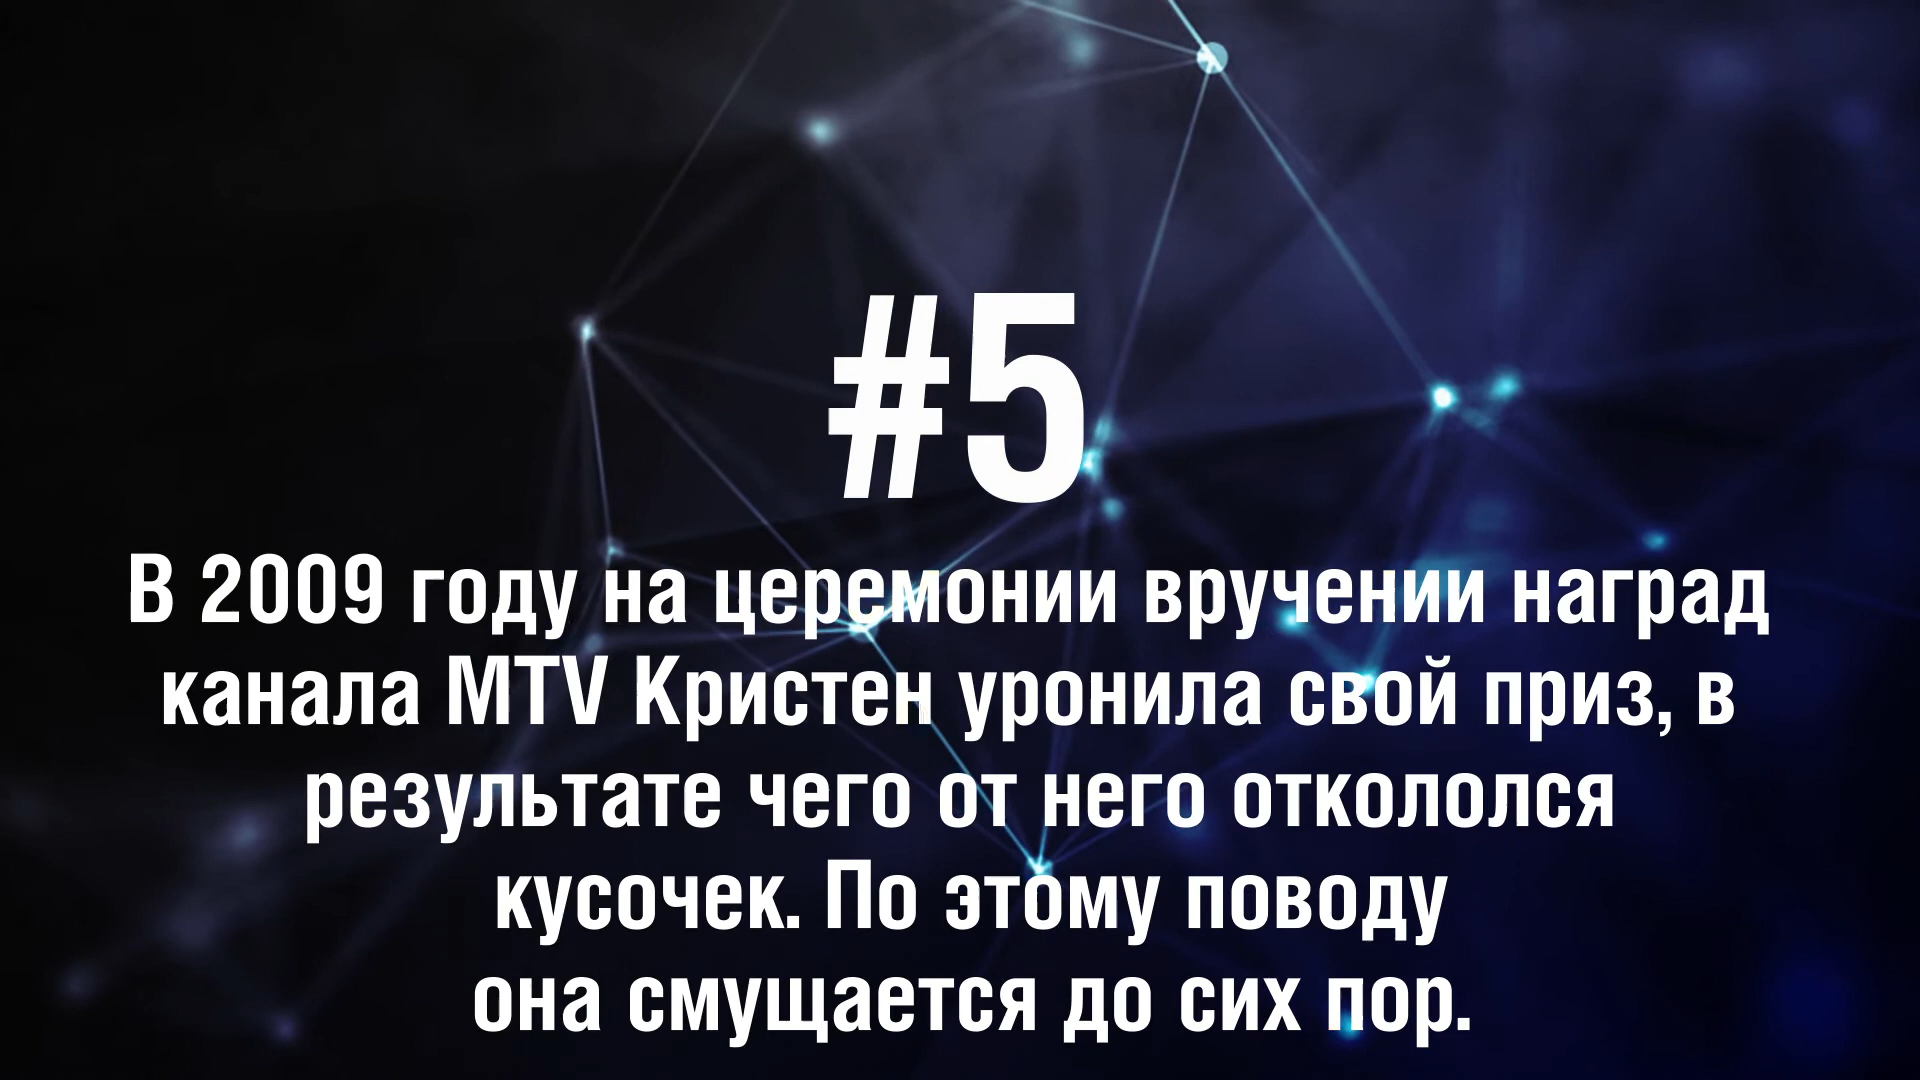 #5
В 2009 году на церемонии вручении наград
канала MTV Кристен уронила свой приз, в
результате чего от него откололся
кусочек. По этому поводу
она смущается до сих пор.